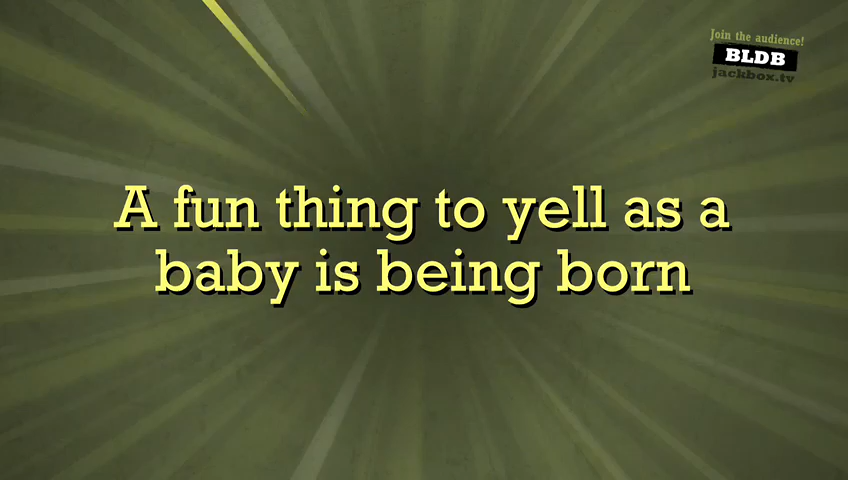 Join the audience!
BLDB
jackbox.tv
A fun thing to yell as a
baby is being born